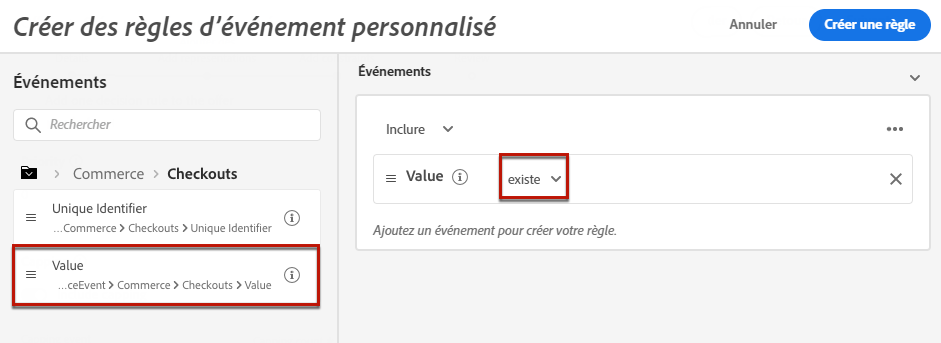 Créer des règles d’événement personnalisé
Annuler
Créer une règle
Événements
Rechercher
Commerce > Checkouts
Unique Identifier
...Commerce > Checkouts > Unique Identifier
Value
...ceEvent > Commerce > Checkouts > Value
Événements
Inclure
Value existe
Ajoutez un événement pour créer votre règle.